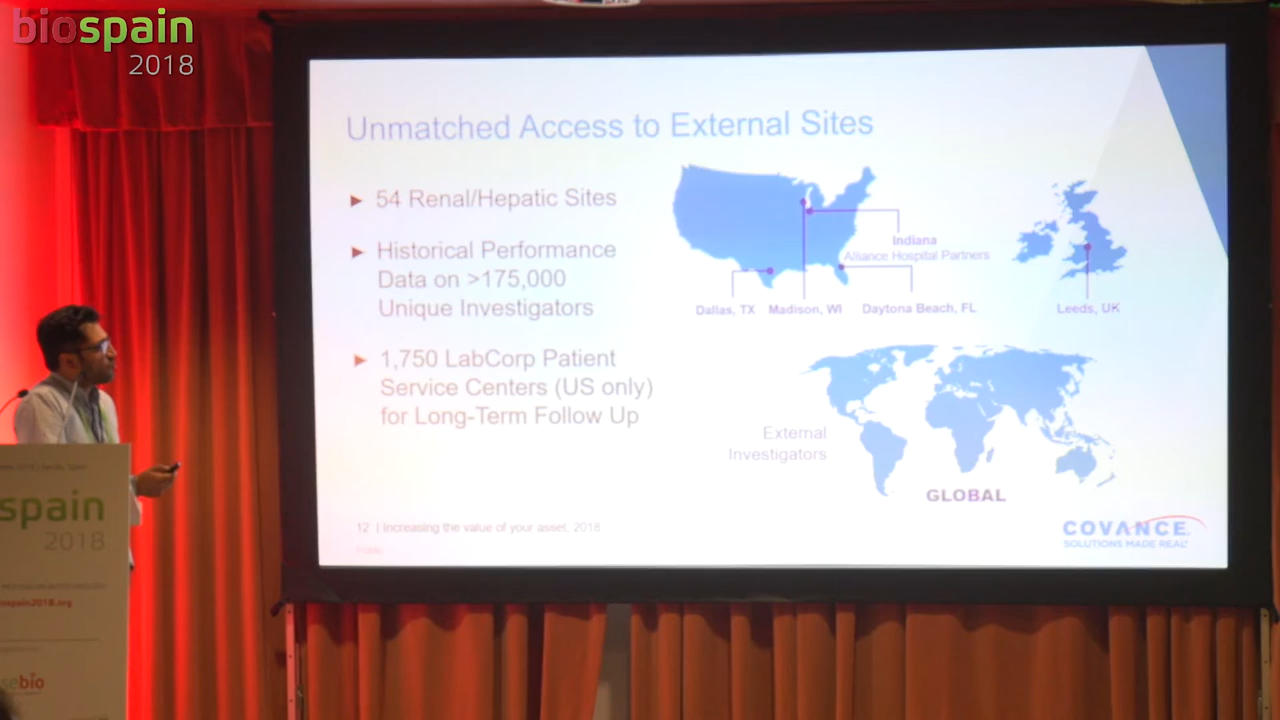 biospain
2018
Unmatched Access to External Sites
► 54 Renal/Hepatic Sites
► Historical Performance
Data on >175,000
Unique Investigators
► 1,750 LabCorp Patient
Service Centers (US only)
for Long-Term Follow Up
Indiana
Alliance Hospital Partners
Dallas, TX
Madison, WI
Daytona Beach, FL
Leeds, UK
External
Investigators
GLOBAL
12 | Increasing the value of your asset, 2018
COVANCE
SOLUTIONS MADE REAL
spain
2018
ospain2018.org
sebio